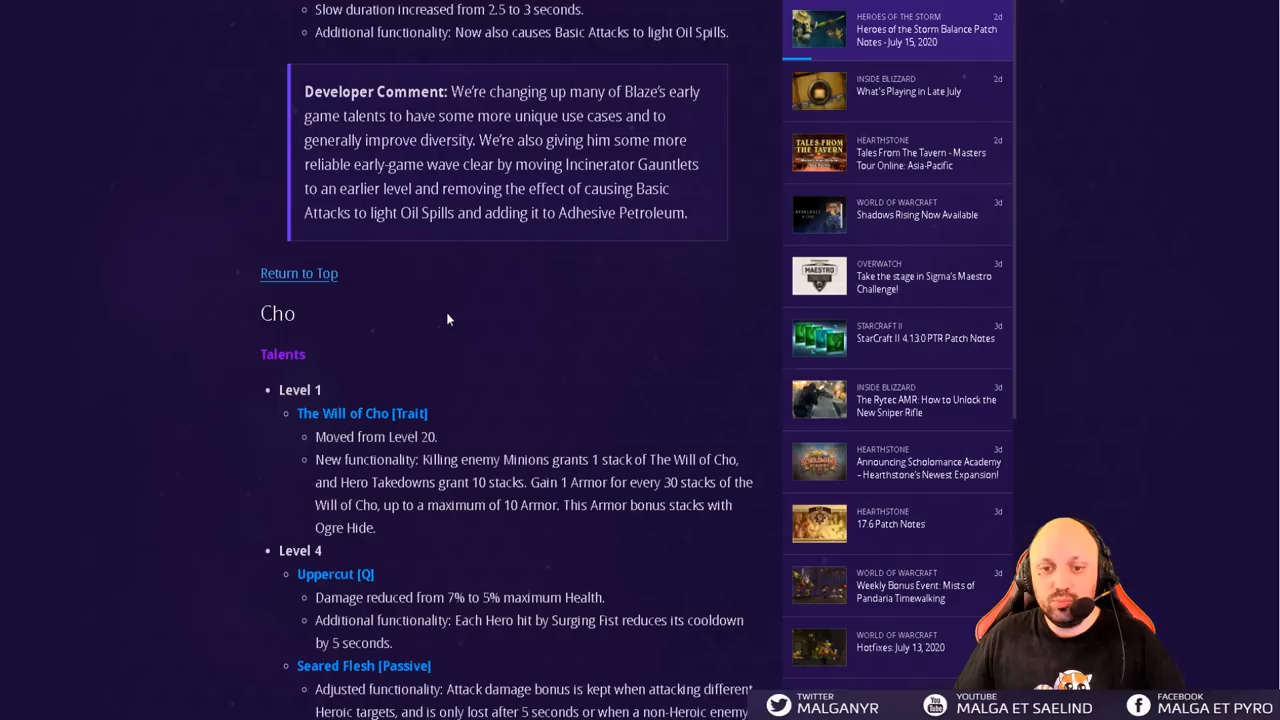 Slow duration increased from 2.5 to 3 seconds.
Additional functionality: Now also causes Basic Attacks to light Oil Spills.
Developer Comment: We're changing up many of Blaze's early
game talents to have some more unique use cases and to
generally improve diversity. We're also giving him some more
reliable early-game wave clear by moving Incinerator Gauntlets
to an earlier level and removing the effect of causing Basic
Attacks to light Oil Spills and adding it to Adhesive Petroleum.
Return to Top
Cho
Talents
Level 1
The Will of Cho [Trait]
Moved from Level 20.
New functionality: Killing enemy Minions grants 1 stack of The Will of Cho,
and Hero Takedowns grant 10 stacks. Gain 1 Armor for every 30 stacks of the
Will of Cho, up to a maximum of 10 Armor. This Armor bonus stacks with
Ogre Hide.
Level 4
Uppercut [Q]
Damage reduced from 7% to 5% maximum Health.
Additional functionality: Each Hero hit by Surging Fist reduces its cooldown
by 5 seconds.
Seared Flesh [Passive]
Adjusted functionality: Attack damage bonus is kept when attacking different
Heroic targets, and is only lost after 5 seconds or when a non-Heroic enemy
HEROES OF THE STORM 2d
Heroes of the Storm Balance Patch
Notes - July 15, 2020
INSIDE BLIZZARD 2d
What's Playing in Late July
HEARTHSTONE 2d
Tales From The Tavern - Masters
Tour Online: Asia-Pacific
TALES FROM
THE TAVERN
WORLD OF WARCRAFT 3d
Shadows Rising Now Available
OVERWATCH 3d
Take the stage in Sigma's Maestro
Challenge!
MAESTRO
STARCRAFT II 3d
StarCraft II 4.13.0 PTR Patch Notes
INSIDE BLIZZARD 3d
The Rytec AMR: How to Unlock the
New Sniper Rifle
HEARTHSTONE 3d
Announcing Scholomance Academy
– Hearthstone's Newest Expansion!
HEARTHSTONE 3d
17.6 Patch Notes
WORLD OF WARCRAFT 3d
Weekly Bonus Event: Mists of
Pandaria Timewalking
WORLD OF WARCRAFT
Hotfixes: July 13, 2020
TWITTER
MALGANYR
YOUTUBE
MALGA ET SAELIND
FACEBOOK
MALGA ET PYRO